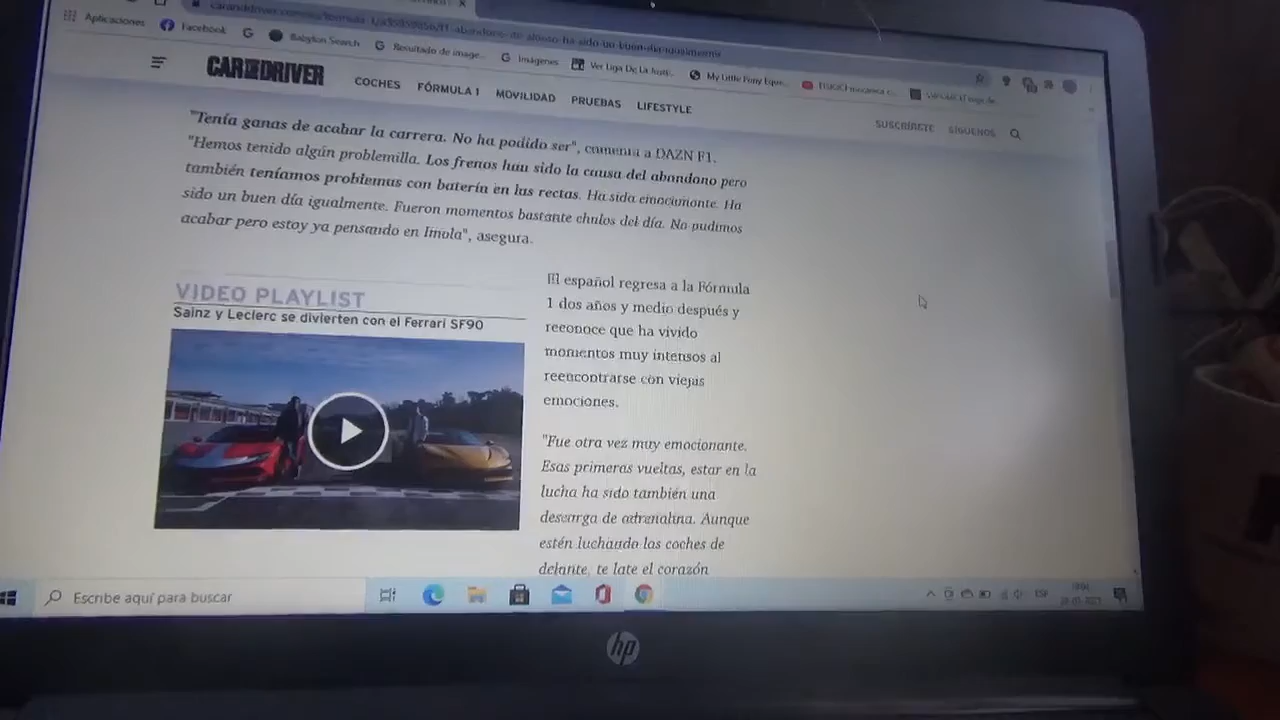 Aplicaciones
Facebook
Babylon Search
Resultado de image...
Imágenes
Ver Liga De La Justi...
My Little Pony Eque...
CAR AND DRIVER
COCHES
FÓRMULA 1
MOVILIDAD
PRUEBAS
LIFESTYLE
SUSCRÍBETE
SÍGUENOS
"Tenía ganas de acabar la carrera. No ha podido ser", comenta a DAZN F1.
"Hemos tenido algún problemilla. Los frenos han sido la causa del abandono pero
también teníamos problemas con batería en las rectas. Ha sido emocionante. Ha
sido un buen día igualmente. Fueron momentos bastante chulos del día. No pudimos
acabar pero estoy ya pensando en Imola", asegura.
VIDEO PLAYLIST
Sainz y Leclerc se divierten con el Ferrari SF90
El español regresa a la Fórmula
1 dos años y medio después y
reconoce que ha vivido
momentos muy intensos al
reencontrarse con viejas
emociones.
"Fue otra vez muy emocionante.
Esas primeras vueltas, estar en la
lucha ha sido también una
descarga de adrenalina. Aunque
estén luchando los coches de
delante, te late el corazón
Escribe aquí para buscar
ESP
hp